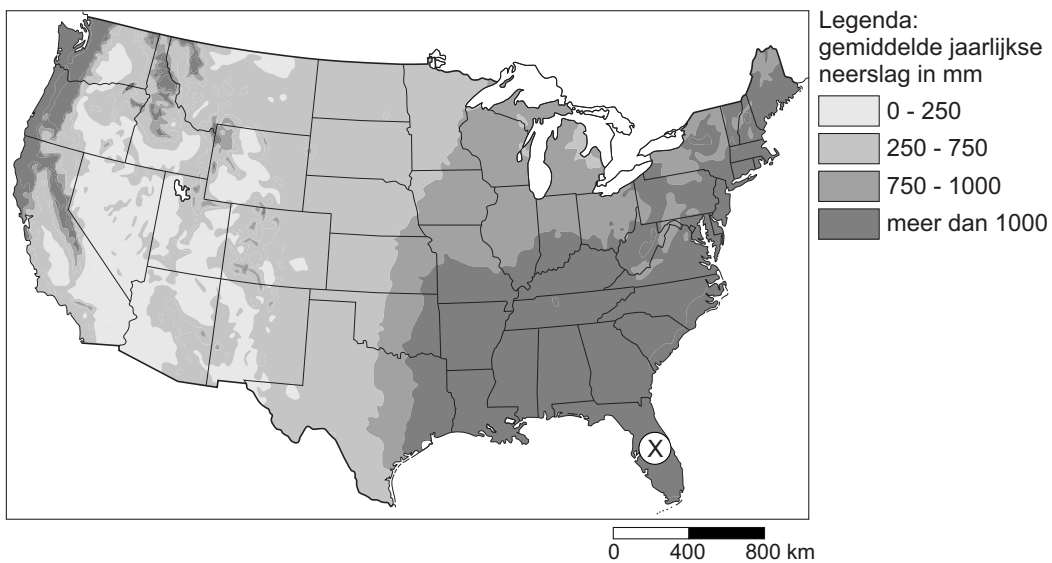 Legenda:
gemiddelde jaarlijkse
neerslag in mm
0 - 250
250 - 750
750 - 1000
meer dan 1000
X
0 400 800 km